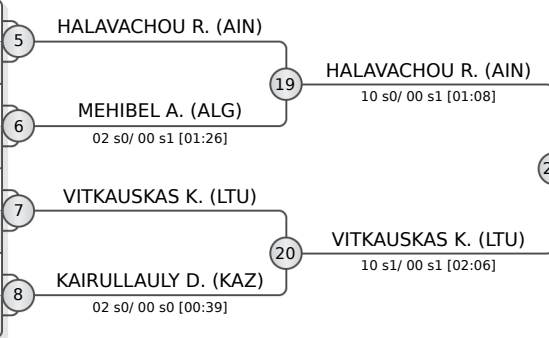 HALAVACHOU R. (AIN)
5
19
HALAVACHOU R. (AIN)
10 s0/ 00 s1 [01:08]
MEHIBEL A. (ALG)
6
02 s0/ 00 s1 [01:26]
2
VITKAUSKAS K. (LTU)
7
20
VITKAUSKAS K. (LTU)
10 s1/ 00 s1 [02:06]
KAIRULLAULY D. (KAZ)
8
02 s0/ 00 s0 [00:39]